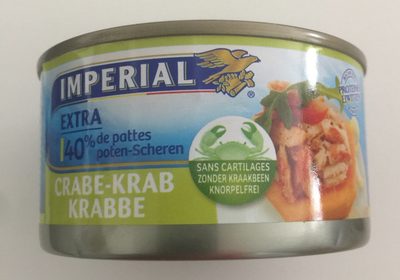 IMPERIAL
®
EXTRA
40% de pattes
poten-Scheren
SANS CARTILAGES
ZONDER KRAAKBEEN
KNORPELFREI
CRABE-KRAB
KRABBE